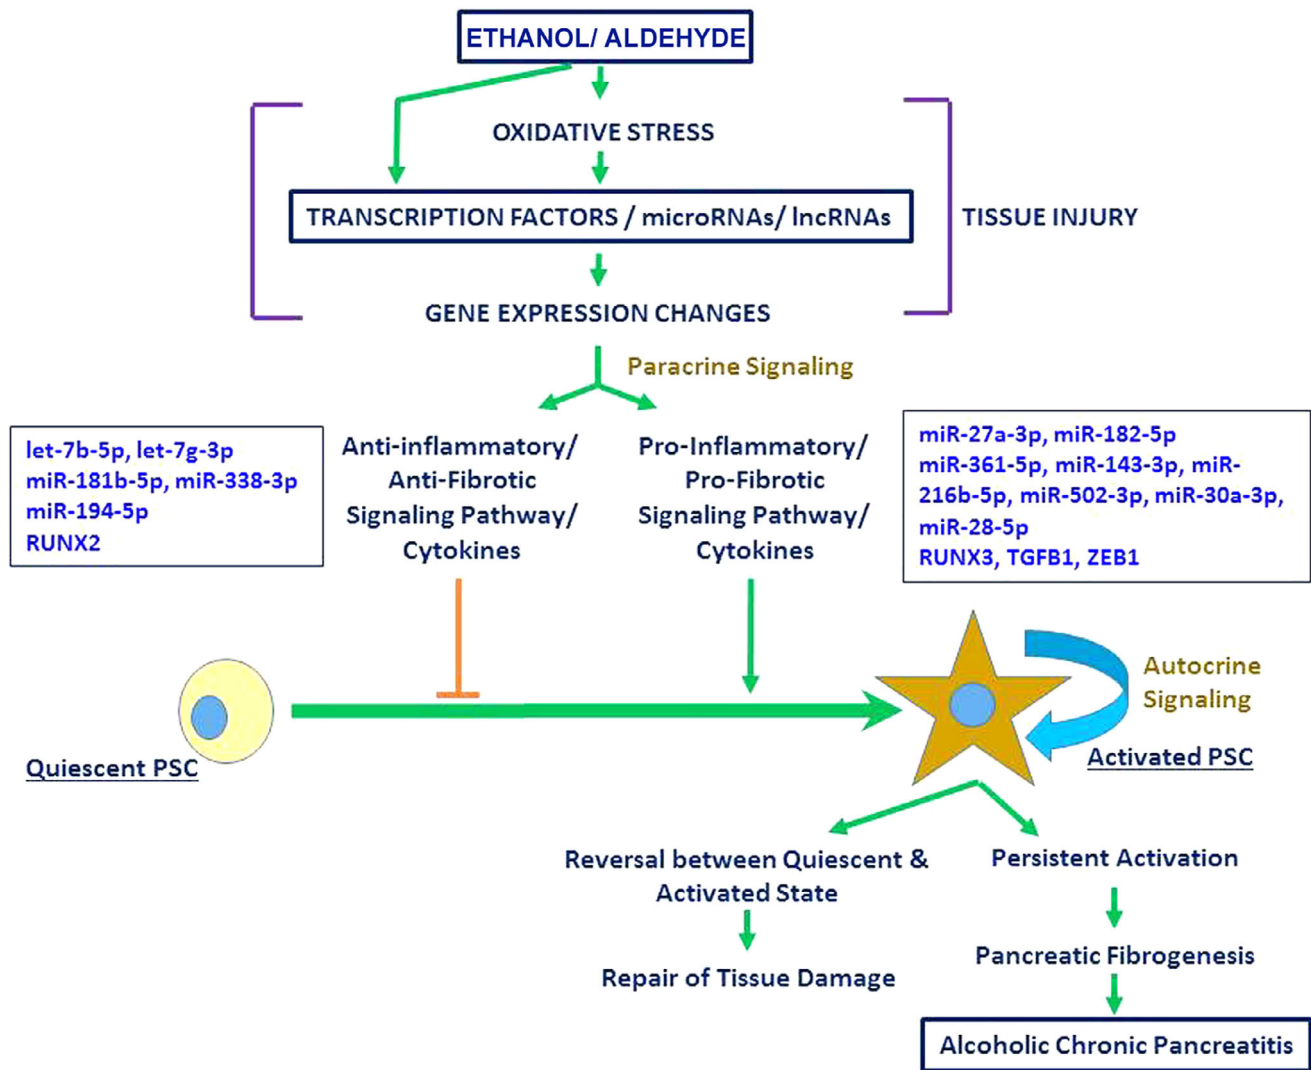 ETHANOL/ ALDEHYDE
OXIDATIVE STRESS
TRANSCRIPTION FACTORS / microRNAs/ lncRNAs
TISSUE INJURY
GENE EXPRESSION CHANGES
Paracrine Signaling
let-7b-5p, let-7g-3p
miR-181b-5p, miR-338-3p
miR-194-5p
RUNX2
Anti-inflammatory/
Anti-Fibrotic
Signaling Pathway/
Cytokines
Pro-Inflammatory/
Pro-Fibrotic
Signaling Pathway/
Cytokines
miR-27a-3p, miR-182-5p
miR-361-5p, miR-143-3p, miR-
216b-5p, miR-502-3p, miR-30a-3p,
miR-28-5p
RUNX3, TGFB1, ZEB1
Autocrine
Signaling
Quiescent PSC
Activated PSC
Reversal between Quiescent &
Activated State
Persistent Activation
Repair of Tissue Damage
Pancreatic Fibrogenesis
Alcoholic Chronic Pancreatitis